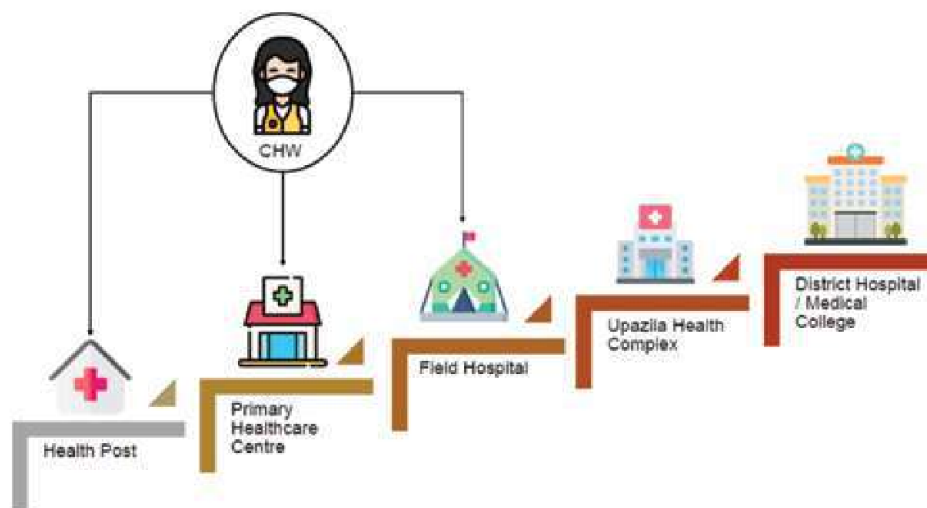 CHW
Health Post
Primary
Healthcare
Centre
Field Hospital
Upazila Health
Complex
District Hospital
/ Medical
College